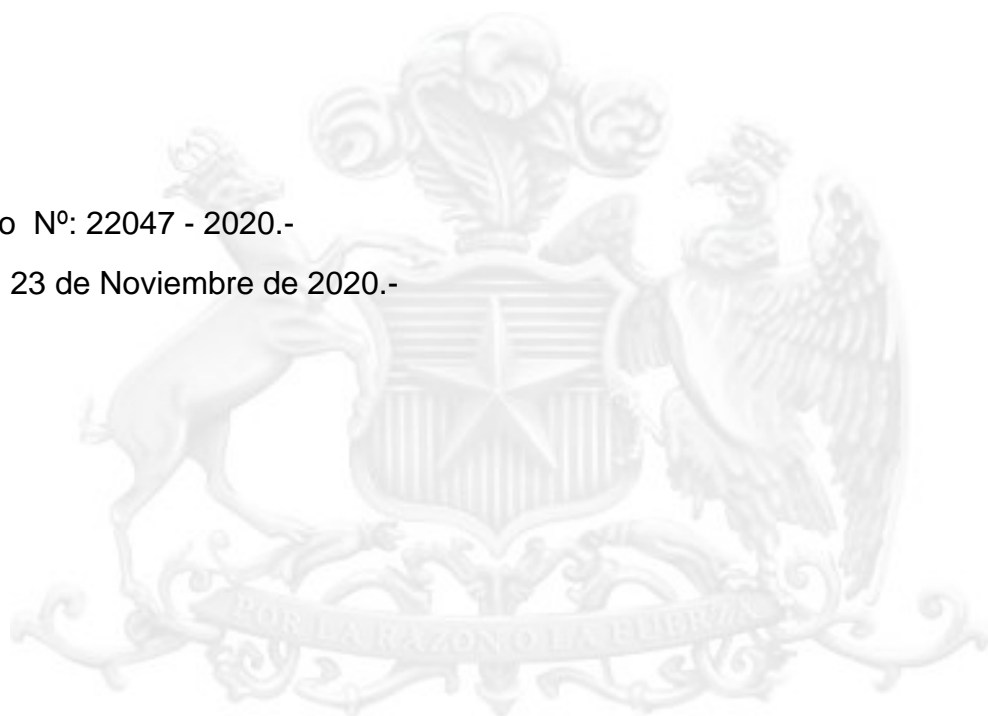 o Nº: 22047 - 2020.-
23 de Noviembre de 2020.-
POR LA RAZON O LA FUERZA